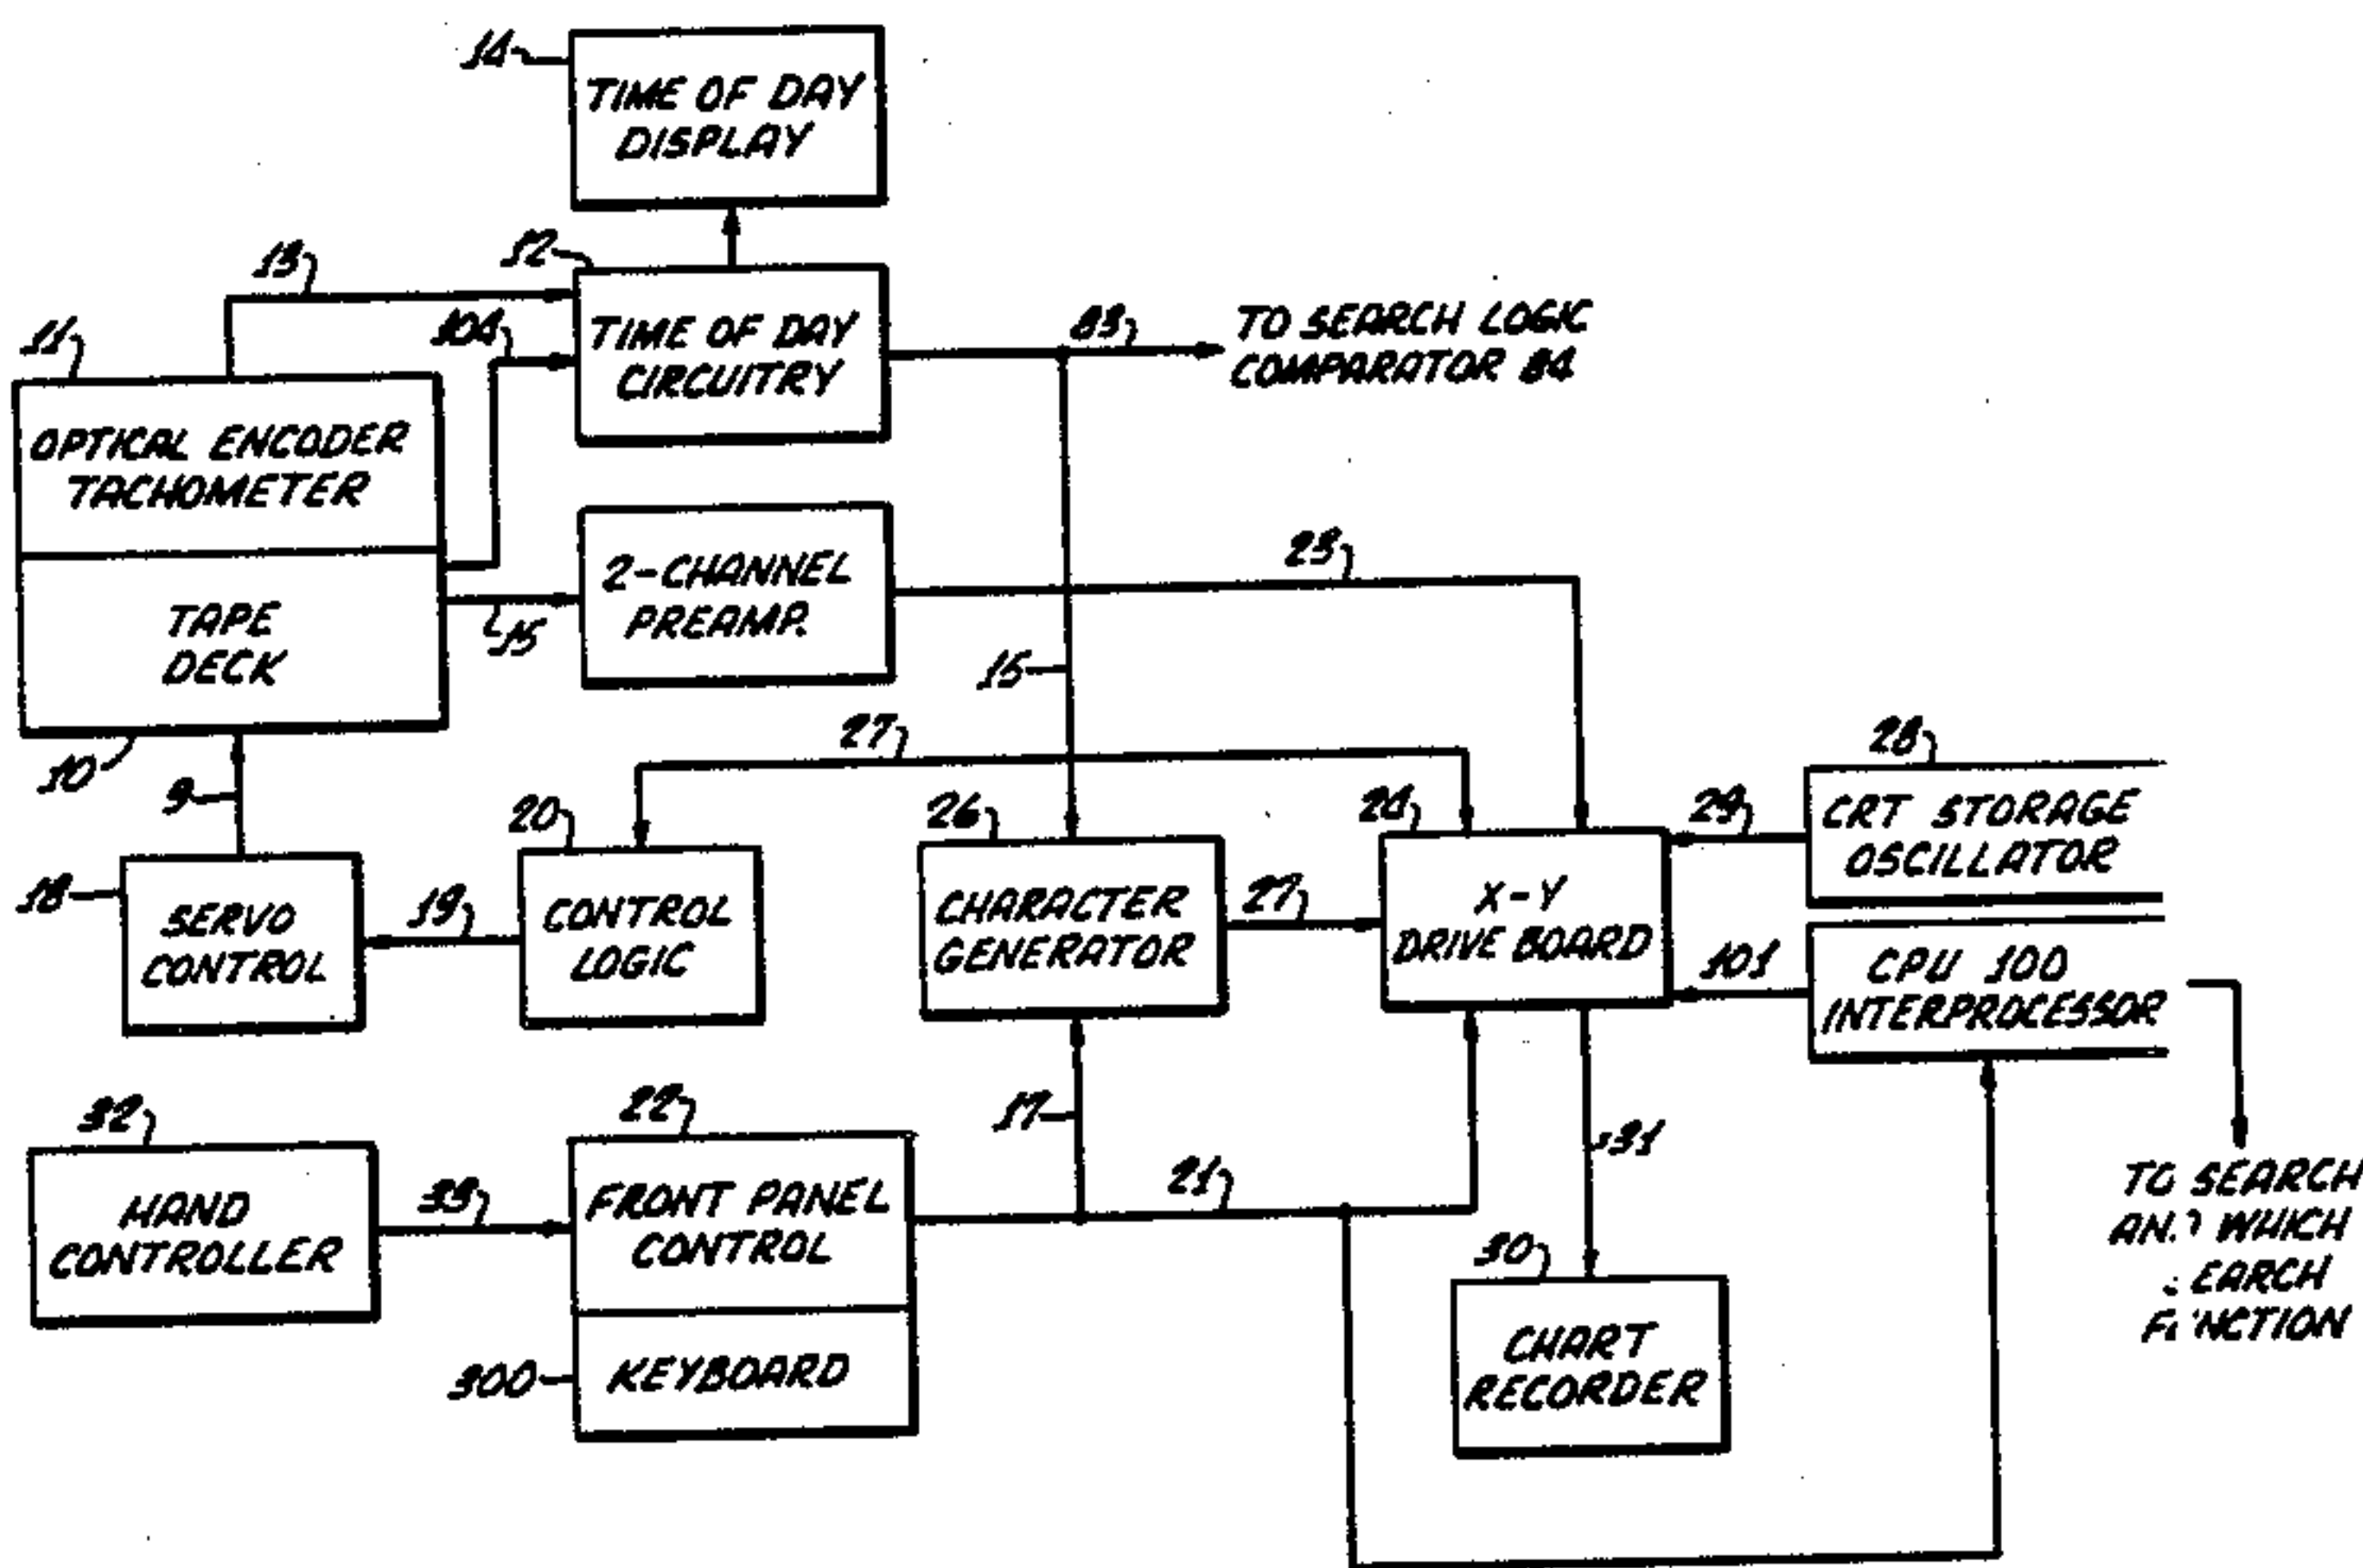 14
TIME OF DAY
DISPLAY
12
13
TIME OF DAY
CIRCUITRY
83
TO SEARCH LOGIC
COMPARATOR 84
11
OPTICAL ENCODER
TACHOMETER
TAPE
DECK
10
15
2-CHANNEL
PREAMP.
23
15
27
9
18
SERVO
CONTROL
19
20
CONTROL
LOGIC
26
CHARACTER
GENERATOR
27
X-Y
DRIVE BOARD
29
28
CRT STORAGE
OSCILLATOR
101
CPU 100
INTERPROCESSOR
TO SEARCH
WHICH
FUNCTION
32
HAND
CONTROLLER
33
22
FRONT PANEL
CONTROL
300
KEYBOARD
17
21
31
30
CHART
RECORDER